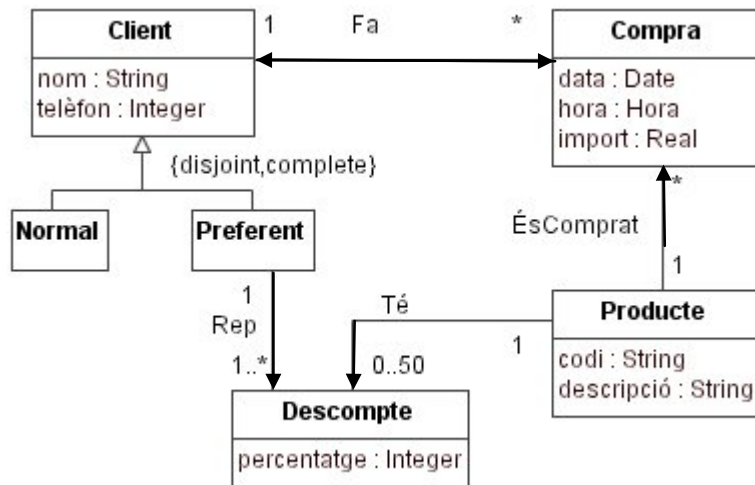 Client
nom : String
telèfon : Integer
1 Fa *
Compra
data : Date
hora : Hora
import : Real
{disjoint,complete}
Normal
Preferent
*
ÉsComprat
1
1
Rep
1..*
Té
1
0..50
Producte
codi : String
descripció : String
Descompte
percentatge : Integer